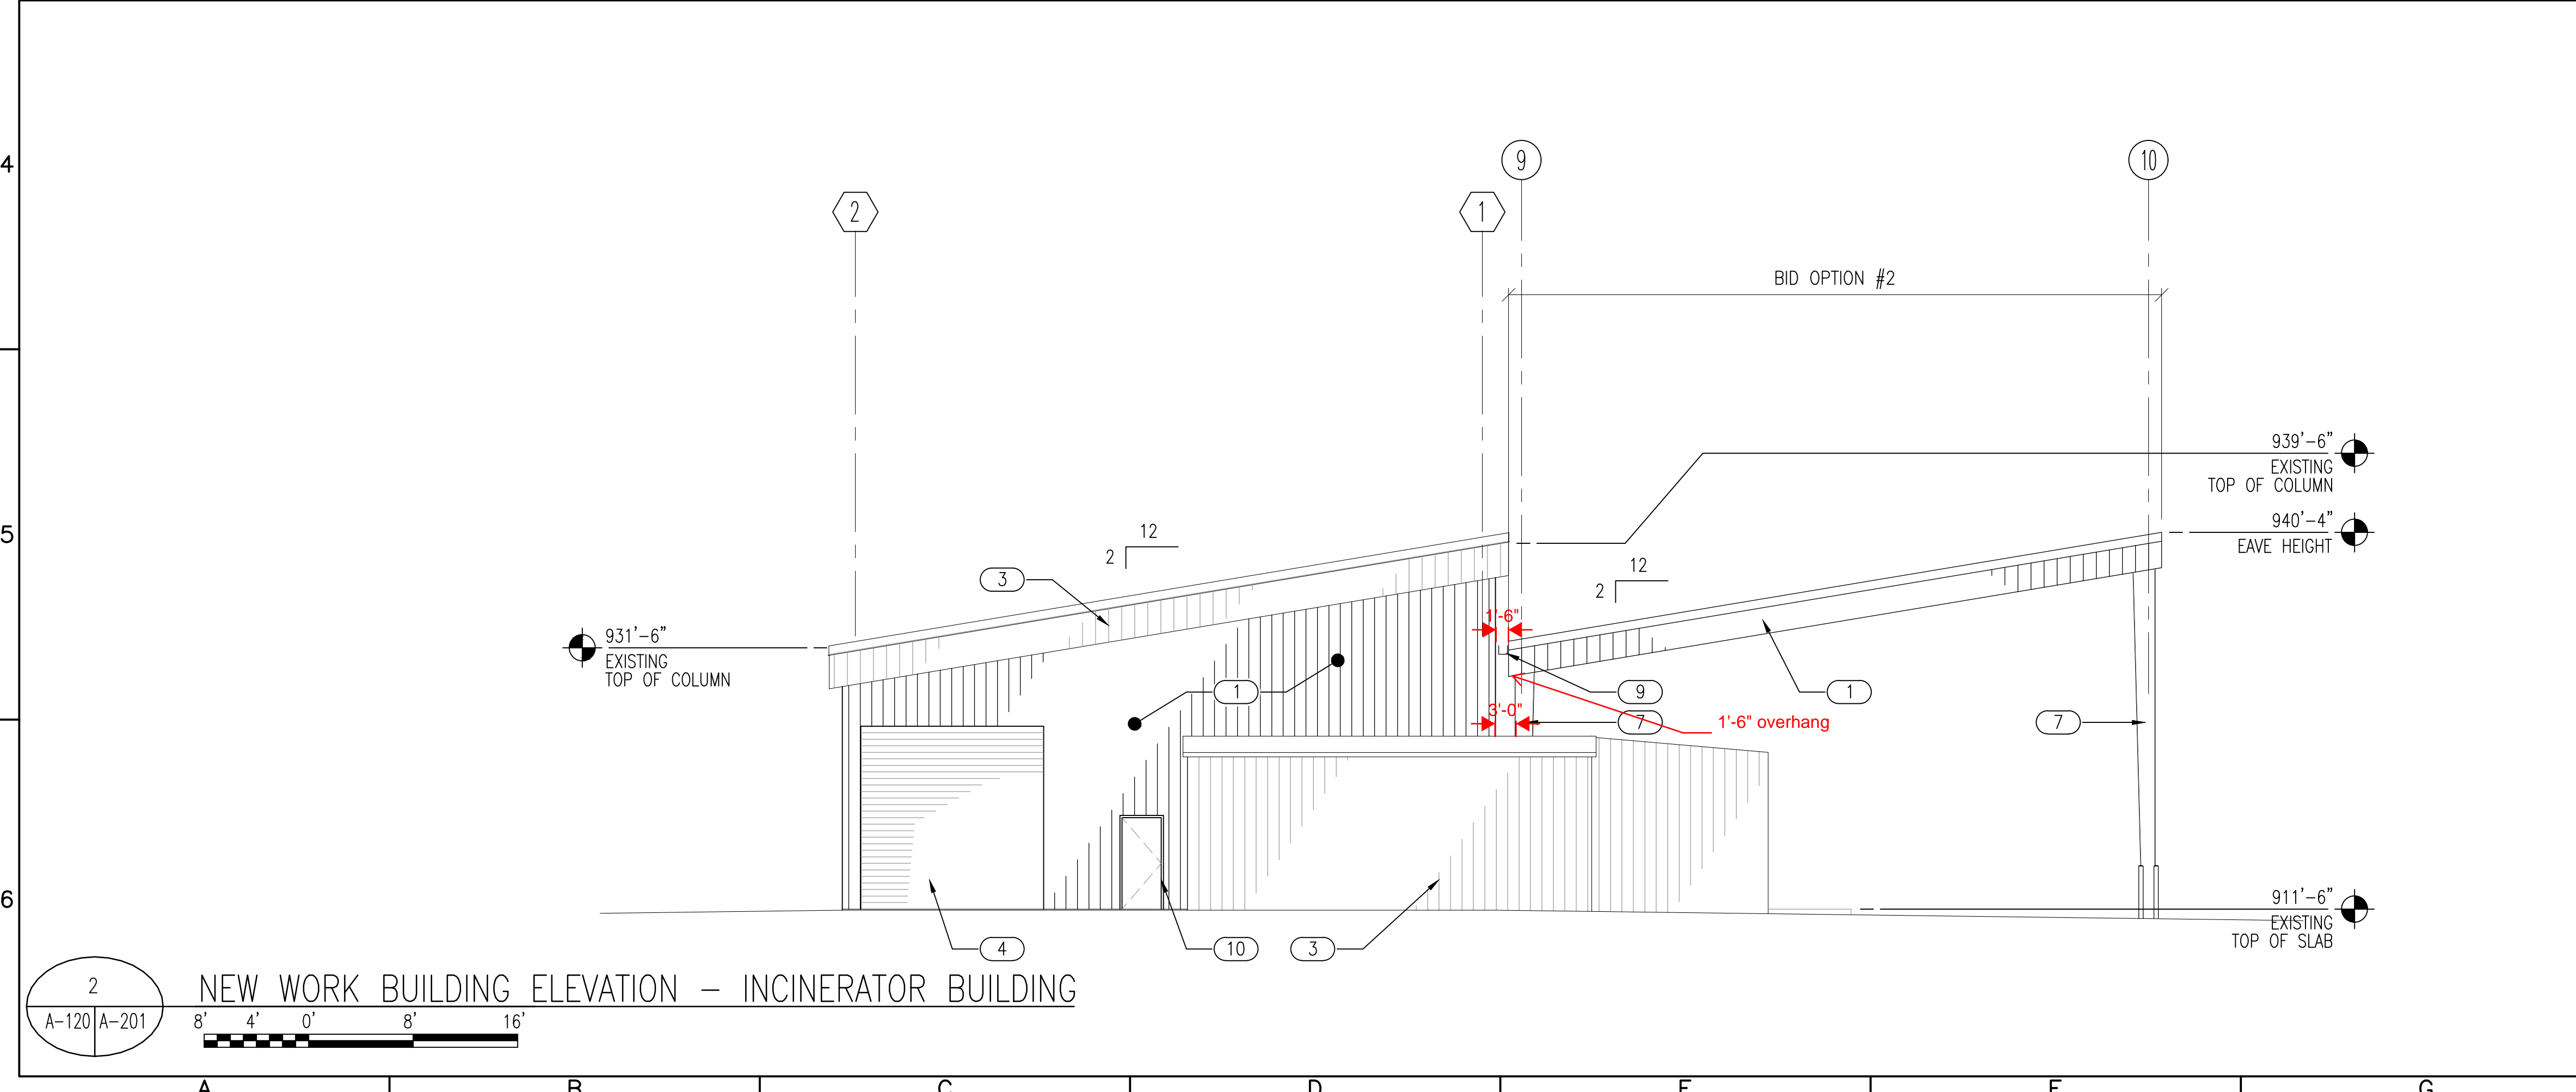 4
9
10
2
1
BID OPTION #2
939'-6"
EXISTING
TOP OF COLUMN
12
2
3
940'-4"
EAVE HEIGHT
5
12
2
1'-6"
931'-6"
EXISTING
TOP OF COLUMN
1
9
1
3'-0"
7
1'-6" overhang
7
6
911'-6"
EXISTING
TOP OF SLAB
4
10
3
2
A-120 A-201
NEW WORK BUILDING ELEVATION - INCINERATOR BUILDING
8' 4' 0' 8' 16'
A B C D E F G